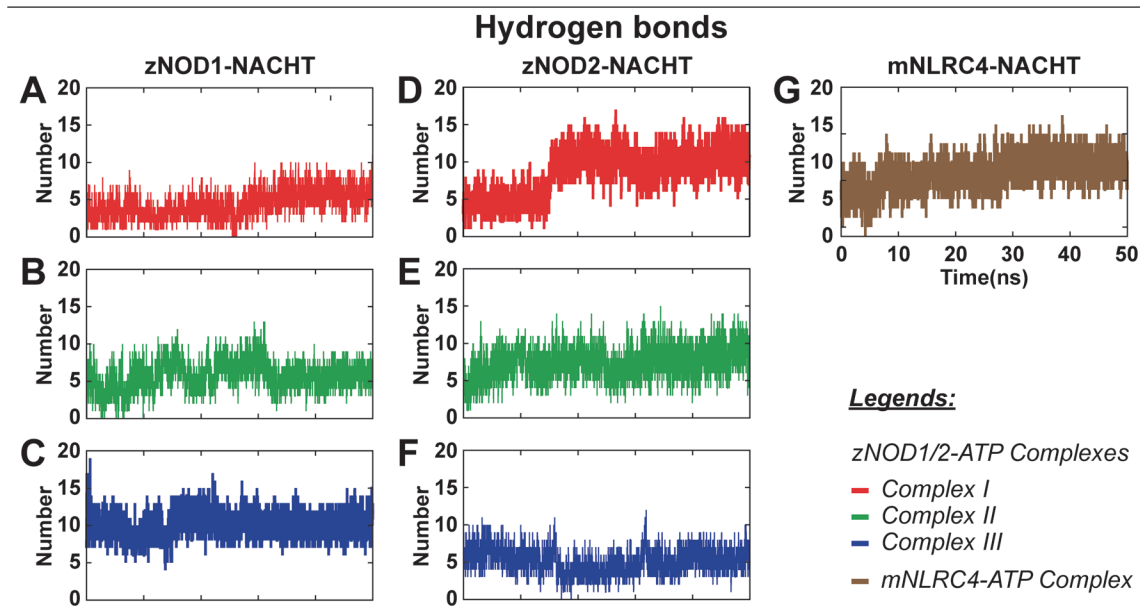 Hydrogen bonds
zNOD1-NACHT
zNOD2-NACHT
mNLRC4-NACHT
A
Number
20
15
10
5
0
D
Number
20
15
10
5
0
G
Number
20
15
10
5
0
0 10 20 30 40 50
Time(ns)
B
Number
20
15
10
5
0
E
Number
20
15
10
5
0
C
Number
20
15
10
5
0
F
Number
20
15
10
5
0
Legends:
zNOD1/2-ATP Complexes
Complex I
Complex II
Complex III
mNLRC4-ATP Complex